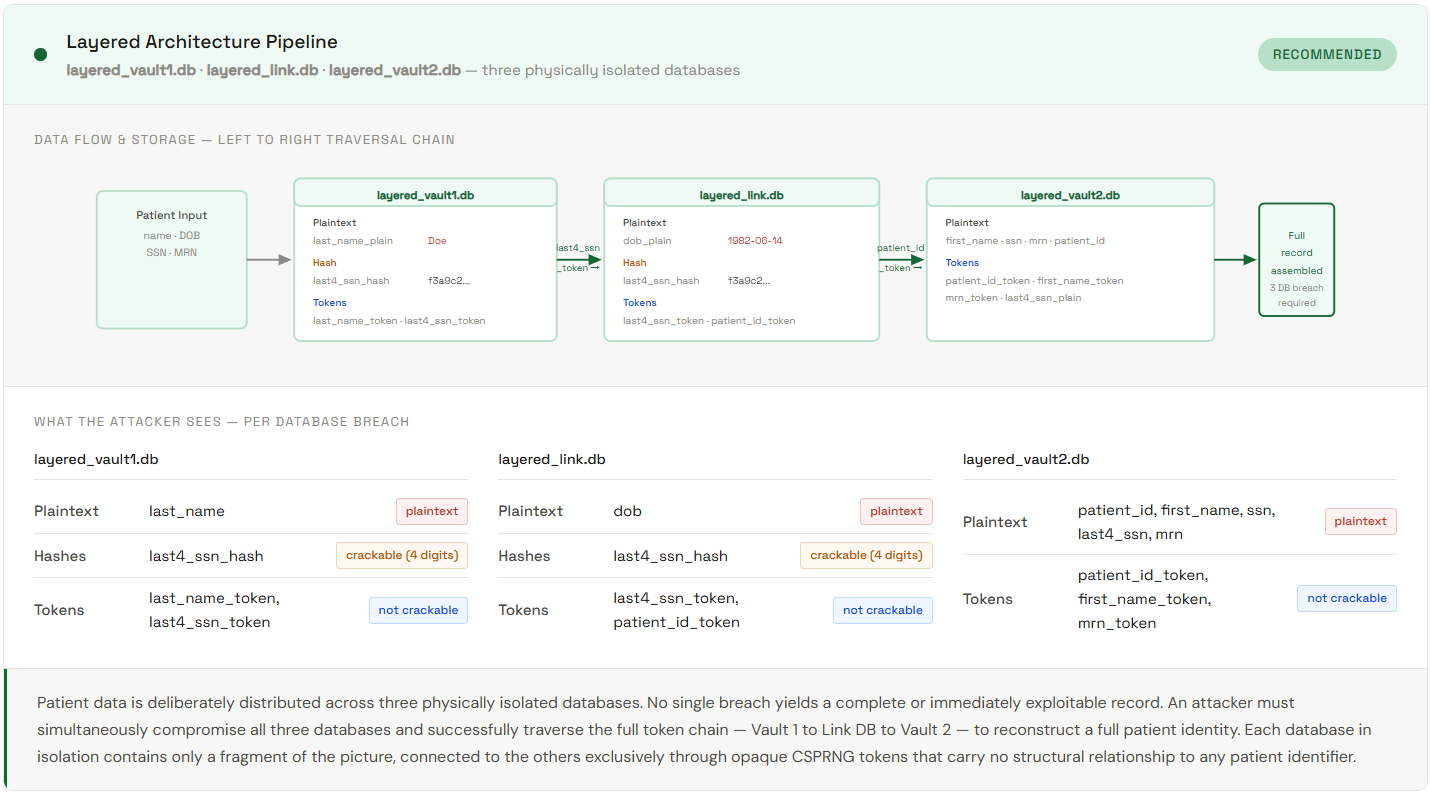 Layered Architecture Pipeline
layered_vault1.db · layered_link.db · layered_vault2.db — three physically isolated databases
RECOMMENDED
DATA FLOW & STORAGE — LEFT TO RIGHT TRAVERSAL CHAIN
Patient Input
name · DOB
SSN · MRN
layered_vault1.db
Plaintext
last_name_plain Doe
Hash
last4_ssn_hash f3a9c2...
Tokens
last_name_token · last4_ssn_token
last4_ssn
_token →
layered_link.db
Plaintext
dob_plain 1982-06-14
Hash
last4_ssn_hash f3a9c2...
Tokens
last4_ssn_token · patient_id_token
patient_id
_token →
layered_vault2.db
Plaintext
first_name · ssn · mrn · patient_id
Tokens
patient_id_token · first_name_token
mrn_token · last4_ssn_plain
Full
record
assembled
3 DB breach
required
WHAT THE ATTACKER SEES — PER DATABASE BREACH
layered_vault1.db
Plaintext last_name plaintext
Hashes last4_ssn_hash crackable (4 digits)
Tokens last_name_token, not crackable
last4_ssn_token
layered_link.db
Plaintext dob plaintext
Hashes last4_ssn_hash crackable (4 digits)
Tokens last4_ssn_token, not crackable
patient_id_token
layered_vault2.db
Plaintext patient_id, first_name, ssn, plaintext
last4_ssn, mrn
Tokens patient_id_token, not crackable
first_name_token,
mrn_token
Patient data is deliberately distributed across three physically isolated databases. No single breach yields a complete or immediately exploitable record. An attacker must
simultaneously compromise all three databases and successfully traverse the full token chain — Vault 1 to Link DB to Vault 2 — to reconstruct a full patient identity. Each database in
isolation contains only a fragment of the picture, connected to the others exclusively through opaque CSPRNG tokens that carry no structural relationship to any patient identifier.